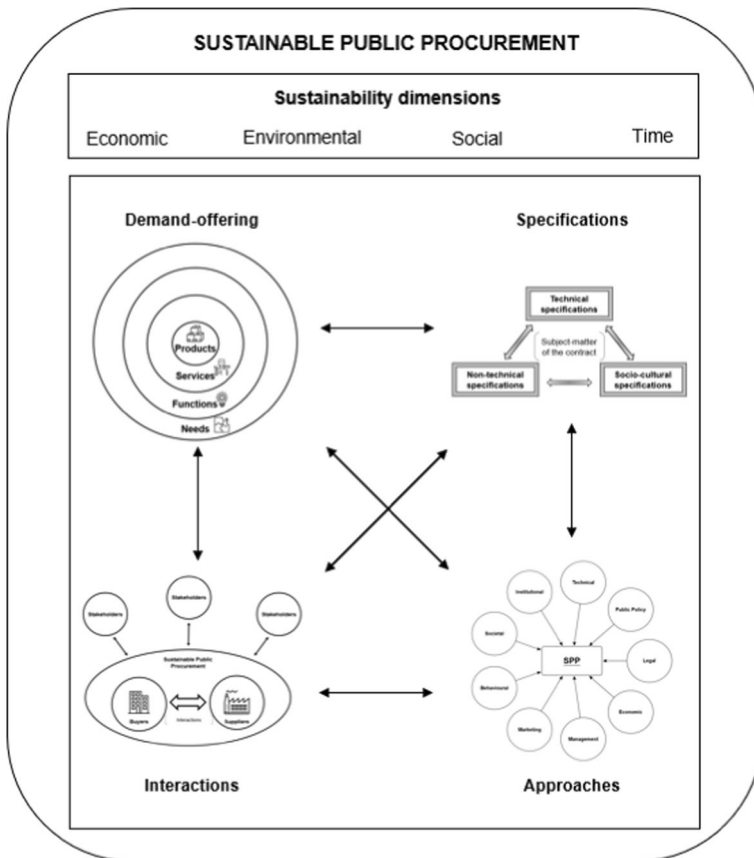 SUSTAINABLE PUBLIC PROCUREMENT
Sustainability dimensions
Economic Environmental Social Time
Demand-offering
Products
Services
Functions
Needs
Specifications
Technical
specifications
Subject-matter
of the contract
Non-technical
specifications
Socio-cultural
specifications
Stakeholders
Stakeholders
Stakeholders
Sustainable Public
Procurement
Buyers
Interactions
Suppliers
Interactions
Technical
Institutional
Public Policy
Societal
SPP
Legal
Behavioural
Economic
Marketing
Management
Approaches